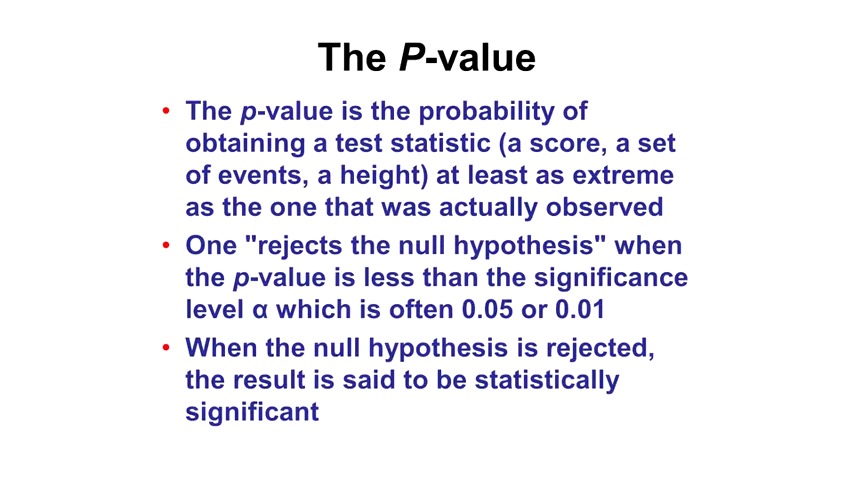 The P-value
• The p-value is the probability of
obtaining a test statistic (a score, a set
of events, a height) at least as extreme
as the one that was actually observed
• One "rejects the null hypothesis" when
the p-value is less than the significance
level α which is often 0.05 or 0.01
• When the null hypothesis is rejected,
the result is said to be statistically
significant